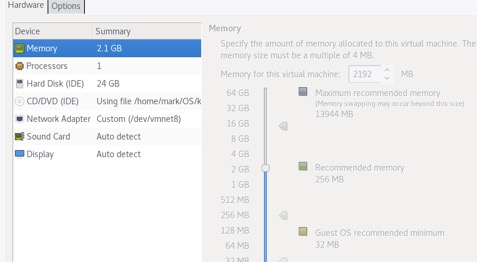 Hardware Options
Device Summary
Memory 2.1 GB
Processors 1
Hard Disk (IDE) 24 GB
CD/DVD (IDE) Using file /home/mark/OS/k
Network Adapter Custom (/dev/vmnet8)
Sound Card Auto detect
Display Auto detect
Memory
Specify the amount of memory allocated to this virtual machine. The
memory size must be a multiple of 4 MB.
Memory for this virtual machine: 2192 MB
64 GB
32 GB
16 GB
8 GB
4 GB
2 GB
1 GB
512 MB
256 MB
128 MB
64 MB
32 MB
Maximum recommended memory
(Memory swapping may occur beyond this size)
13944 MB
Recommended memory
256 MB
Guest OS recommended minimum
32 MB